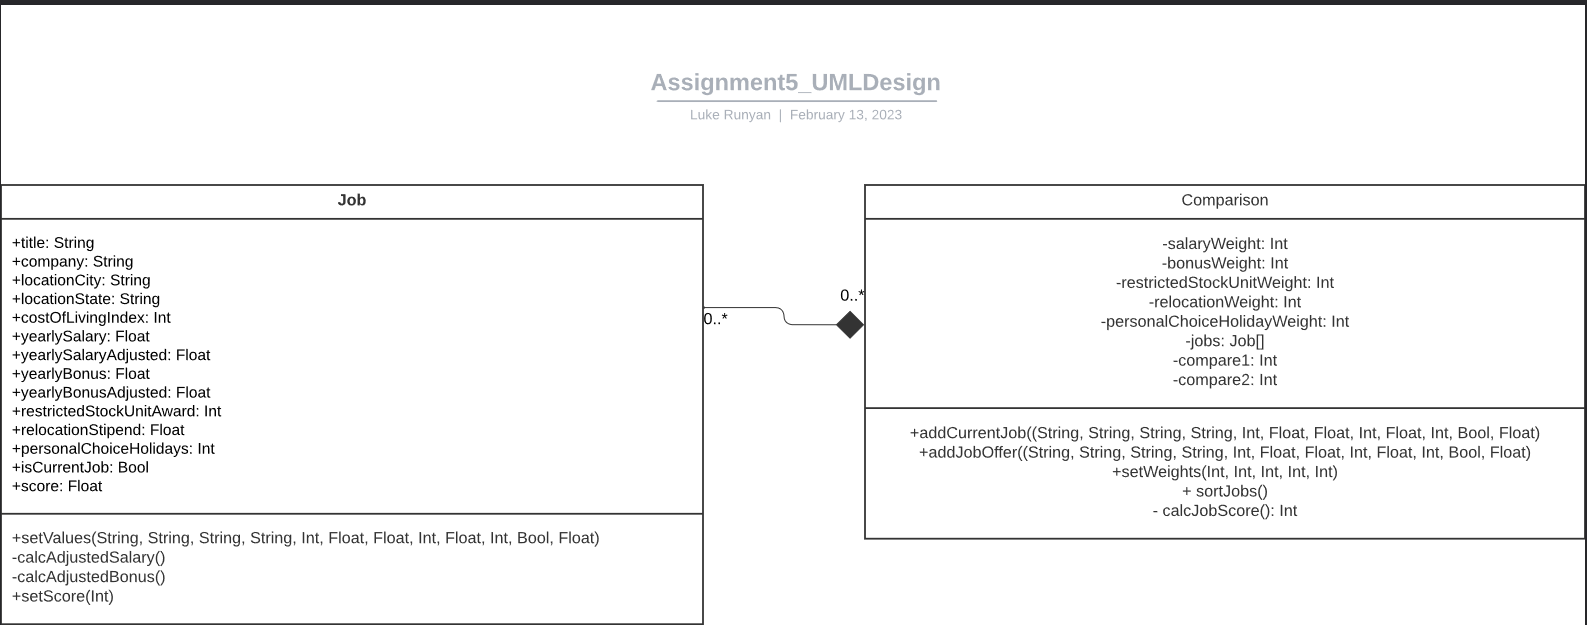 Assignment5_UMLDesign
Luke Runyan | February 13, 2023
Job
+title: String
+company: String
+locationCity: String
+locationState: String
+costOfLivingIndex: Int
+yearlySalary: Float
+yearlySalaryAdjusted: Float
+yearlyBonus: Float
+yearlyBonusAdjusted: Float
+restrictedStockUnitAward: Int
+relocationStipend: Float
+personalChoiceHolidays: Int
+isCurrentJob: Bool
+score: Float
+setValues(String, String, String, String, Int, Float, Float, Int, Float, Int, Bool, Float)
-calcAdjustedSalary()
-calcAdjustedBonus()
+setScore(Int)
0..*
0..*
Comparison
-salaryWeight: Int
-bonusWeight: Int
-restrictedStockUnitWeight: Int
-relocationWeight: Int
-personalChoiceHolidayWeight: Int
-jobs: Job[]
-compare1: Int
-compare2: Int
+addCurrentJob((String, String, String, String, Int, Float, Float, Int, Float, Int, Bool, Float)
+addJobOffer((String, String, String, String, Int, Float, Float, Int, Float, Int, Bool, Float)
+setWeights(Int, Int, Int, Int, Int)
+ sortJobs()
- calcJobScore(): Int